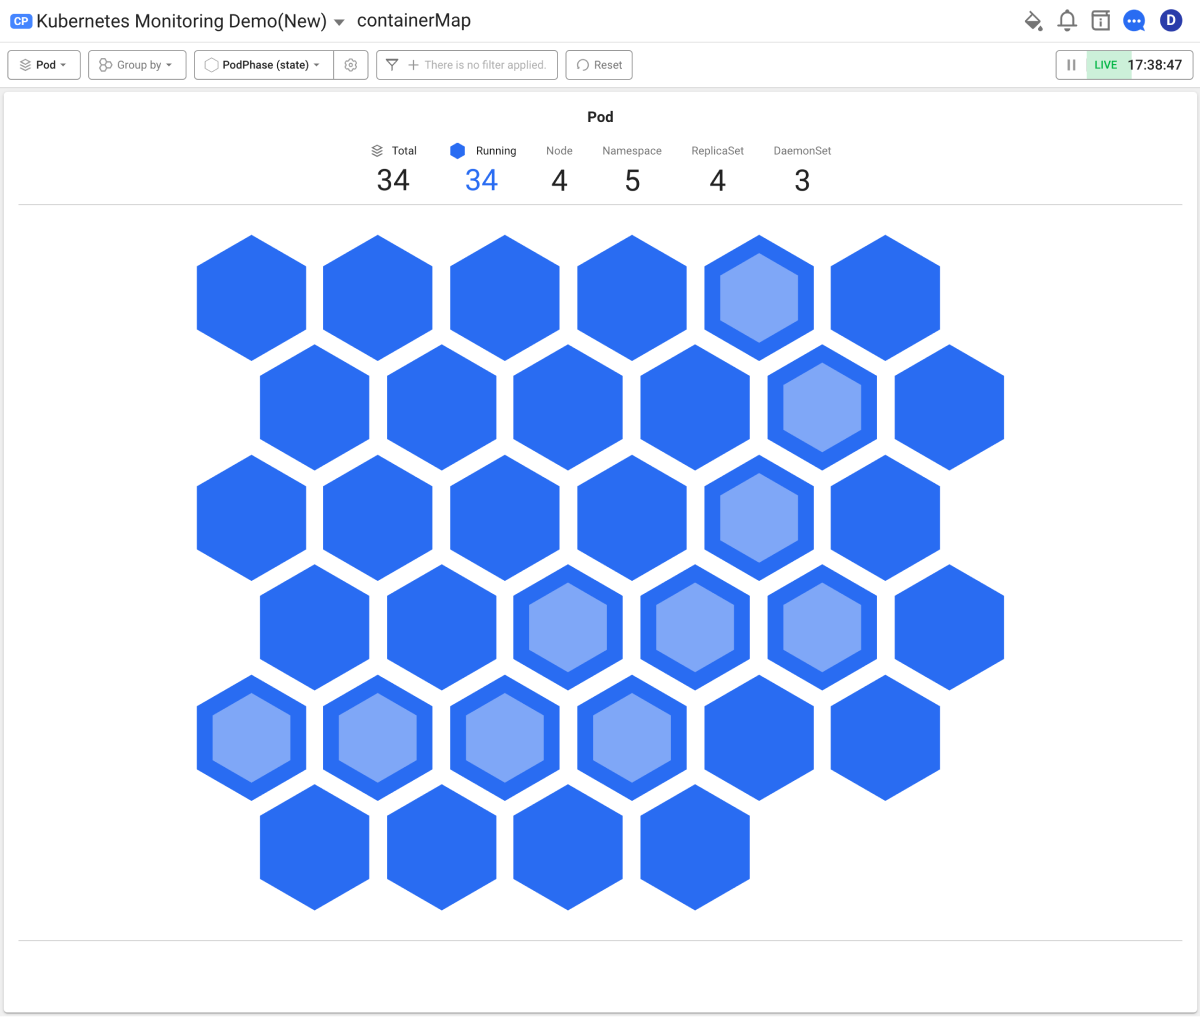 CP Kubernetes Monitoring Demo(New) containerMap D
Pod Group by PodPhase (state) There is no filter applied. Reset LIVE 17:38:47
Pod
Total Running Node Namespace ReplicaSet DaemonSet
34 34 4 5 4 3